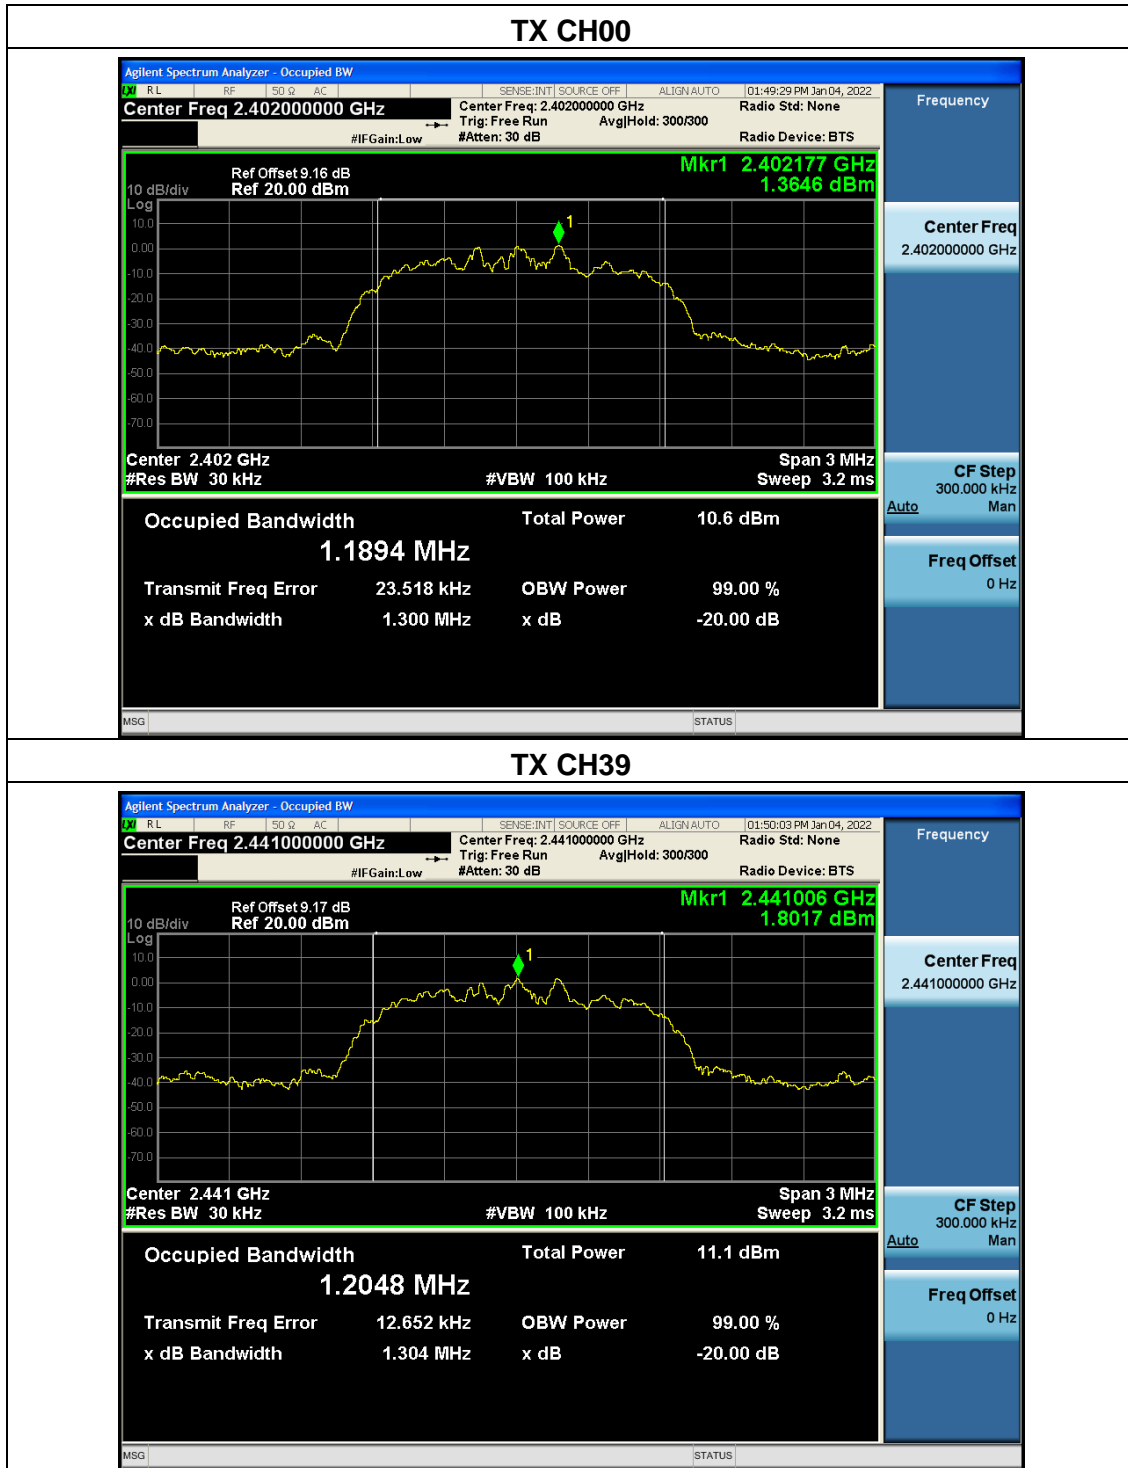 TX CH00
Agilent Spectrum Analyzer - Occupied BW
LXI RL RF 50 Ω AC SENSE:INT SOURCE OFF ALIGN AUTO 01:49:29 PM Jan 04, 2022
Center Freq 2.402000000 GHz
Center Freq: 2.402000000 GHz Radio Std: None
Trig: Free Run Avg|Hold: 300/300
#IFGain:Low #Atten: 30 dB Radio Device: BTS
Frequency
Mkr1 2.402177 GHz
1.3646 dBm
Ref Offset 9.16 dB
10 dB/div Ref 20.00 dBm
Log
10.0
0.00
-10.0
-20.0
-30.0
-40.0
-50.0
-60.0
-70.0
1
Center Freq
2.402000000 GHz
Center 2.402 GHz Span 3 MHz
#Res BW 30 kHz #VBW 100 kHz Sweep 3.2 ms
CF Step
300.000 kHz
Auto Man
Occupied Bandwidth Total Power 10.6 dBm
1.1894 MHz
Transmit Freq Error 23.518 kHz OBW Power 99.00 %
x dB Bandwidth 1.300 MHz x dB -20.00 dB
Freq Offset
0 Hz
MSG STATUS
TX CH39
Agilent Spectrum Analyzer - Occupied BW
LXI RL RF 50 Ω AC SENSE:INT SOURCE OFF ALIGN AUTO 01:50:03 PM Jan 04, 2022
Center Freq 2.441000000 GHz
Center Freq: 2.441000000 GHz Radio Std: None
Trig: Free Run Avg|Hold: 300/300
#IFGain:Low #Atten: 30 dB Radio Device: BTS
Frequency
Mkr1 2.441006 GHz
1.8017 dBm
Ref Offset 9.17 dB
10 dB/div Ref 20.00 dBm
Log
10.0
0.00
-10.0
-20.0
-30.0
-40.0
-50.0
-60.0
-70.0
1
Center Freq
2.441000000 GHz
Center 2.441 GHz Span 3 MHz
#Res BW 30 kHz #VBW 100 kHz Sweep 3.2 ms
CF Step
300.000 kHz
Auto Man
Occupied Bandwidth Total Power 11.1 dBm
1.2048 MHz
Transmit Freq Error 12.652 kHz OBW Power 99.00 %
x dB Bandwidth 1.304 MHz x dB -20.00 dB
Freq Offset
0 Hz
MSG STATUS